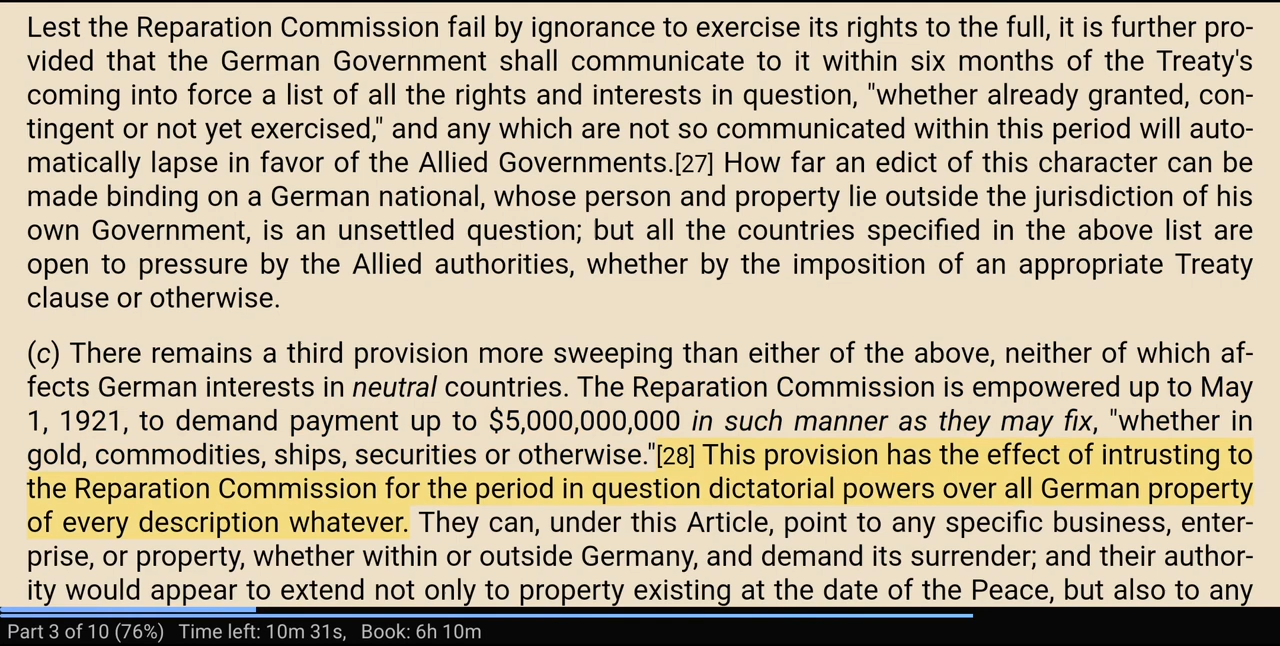 Lest the Reparation Commission fail by ignorance to exercise its rights to the full, it is further pro-
vided that the German Government shall communicate to it within six months of the Treaty's
coming into force a list of all the rights and interests in question, "whether already granted, con-
tingent or not yet exercised," and any which are not so communicated within this period will auto-
matically lapse in favor of the Allied Governments.[27] How far an edict of this character can be
made binding on a German national, whose person and property lie outside the jurisdiction of his
own Government, is an unsettled question; but all the countries specified in the above list are
open to pressure by the Allied authorities, whether by the imposition of an appropriate Treaty
clause or otherwise.
(c) There remains a third provision more sweeping than either of the above, neither of which af-
fects German interests in neutral countries. The Reparation Commission is empowered up to May
1, 1921, to demand payment up to $5,000,000,000 in such manner as they may fix, "whether in
gold, commodities, ships, securities or otherwise."[28] This provision has the effect of intrusting to
the Reparation Commission for the period in question dictatorial powers over all German property
of every description whatever. They can, under this Article, point to any specific business, enter-
prise, or property, whether within or outside Germany, and demand its surrender; and their author-
ity would appear to extend not only to property existing at the date of the Peace, but also to any
Part 3 of 10 (76%) Time left: 10m 31s, Book: 6h 10m